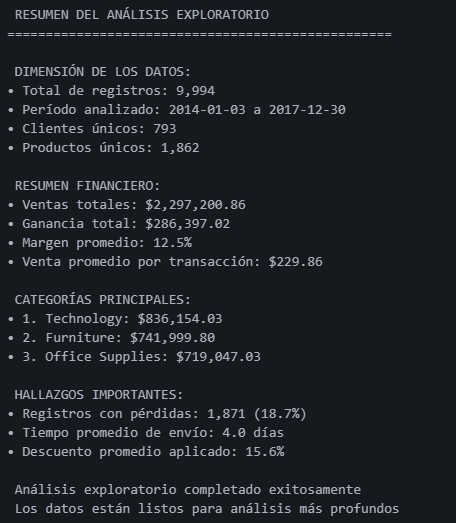 RESUMEN DEL ANÁLISIS EXPLORATORIO
==================================================
DIMENSIÓN DE LOS DATOS:
• Total de registros: 9,994
• Período analizado: 2014-01-03 a 2017-12-30
• Clientes únicos: 793
• Productos únicos: 1,862
RESUMEN FINANCIERO:
• Ventas totales: $2,297,200.86
• Ganancia total: $286,397.02
• Margen promedio: 12.5%
• Venta promedio por transacción: $229.86
CATEGORÍAS PRINCIPALES:
• 1. Technology: $836,154.03
• 2. Furniture: $741,999.80
• 3. Office Supplies: $719,047.03
HALLAZGOS IMPORTANTES:
• Registros con pérdidas: 1,871 (18.7%)
• Tiempo promedio de envío: 4.0 días
• Descuento promedio aplicado: 15.6%
Análisis exploratorio completado exitosamente
Los datos están listos para análisis más profundos